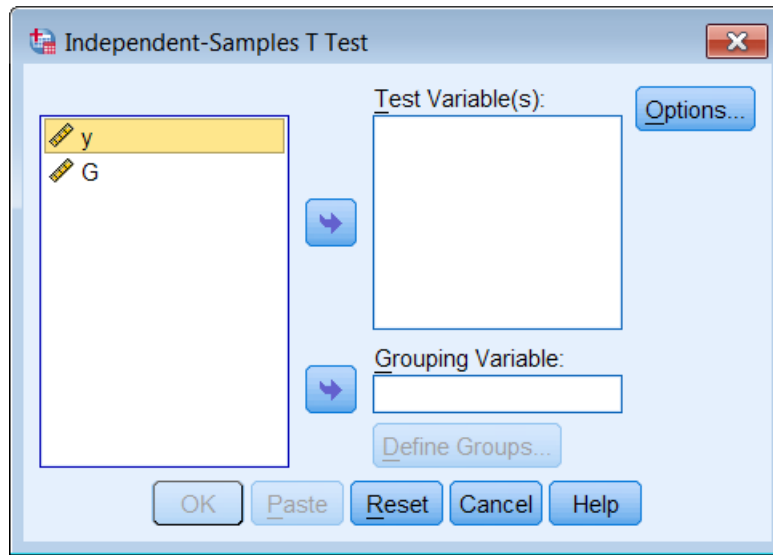 Independent-Samples T Test
Test Variable(s):
Options...
y
G
Grouping Variable:
Define Groups...
OK Paste Reset Cancel Help